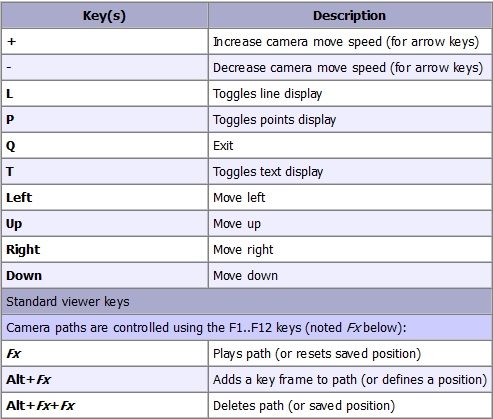 Key(s) Description
+ Increase camera move speed (for arrow keys)
- Decrease camera move speed (for arrow keys)
L Toggles line display
P Toggles points display
Q Exit
T Toggles text display
Left Move left
Up Move up
Right Move right
Down Move down
Standard viewer keys
Camera paths are controlled using the F1..F12 keys (noted Fx below):
Fx Plays path (or resets saved position)
Alt+Fx Adds a key frame to path (or defines a position)
Alt+Fx+Fx Deletes path (or saved position)